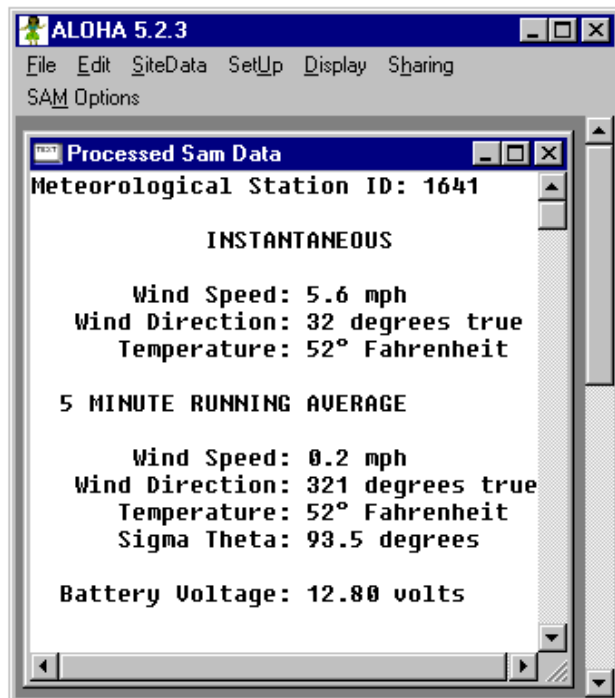 ALOHA 5.2.3
File Edit SiteData SetUp Display Sharing
SAM Options
Processed Sam Data
Meteorological Station ID: 1641
INSTANTANEOUS
Wind Speed: 5.6 mph
Wind Direction: 32 degrees true
Temperature: 52° Fahrenheit
5 MINUTE RUNNING AVERAGE
Wind Speed: 0.2 mph
Wind Direction: 321 degrees true
Temperature: 52° Fahrenheit
Sigma Theta: 93.5 degrees
Battery Voltage: 12.80 volts